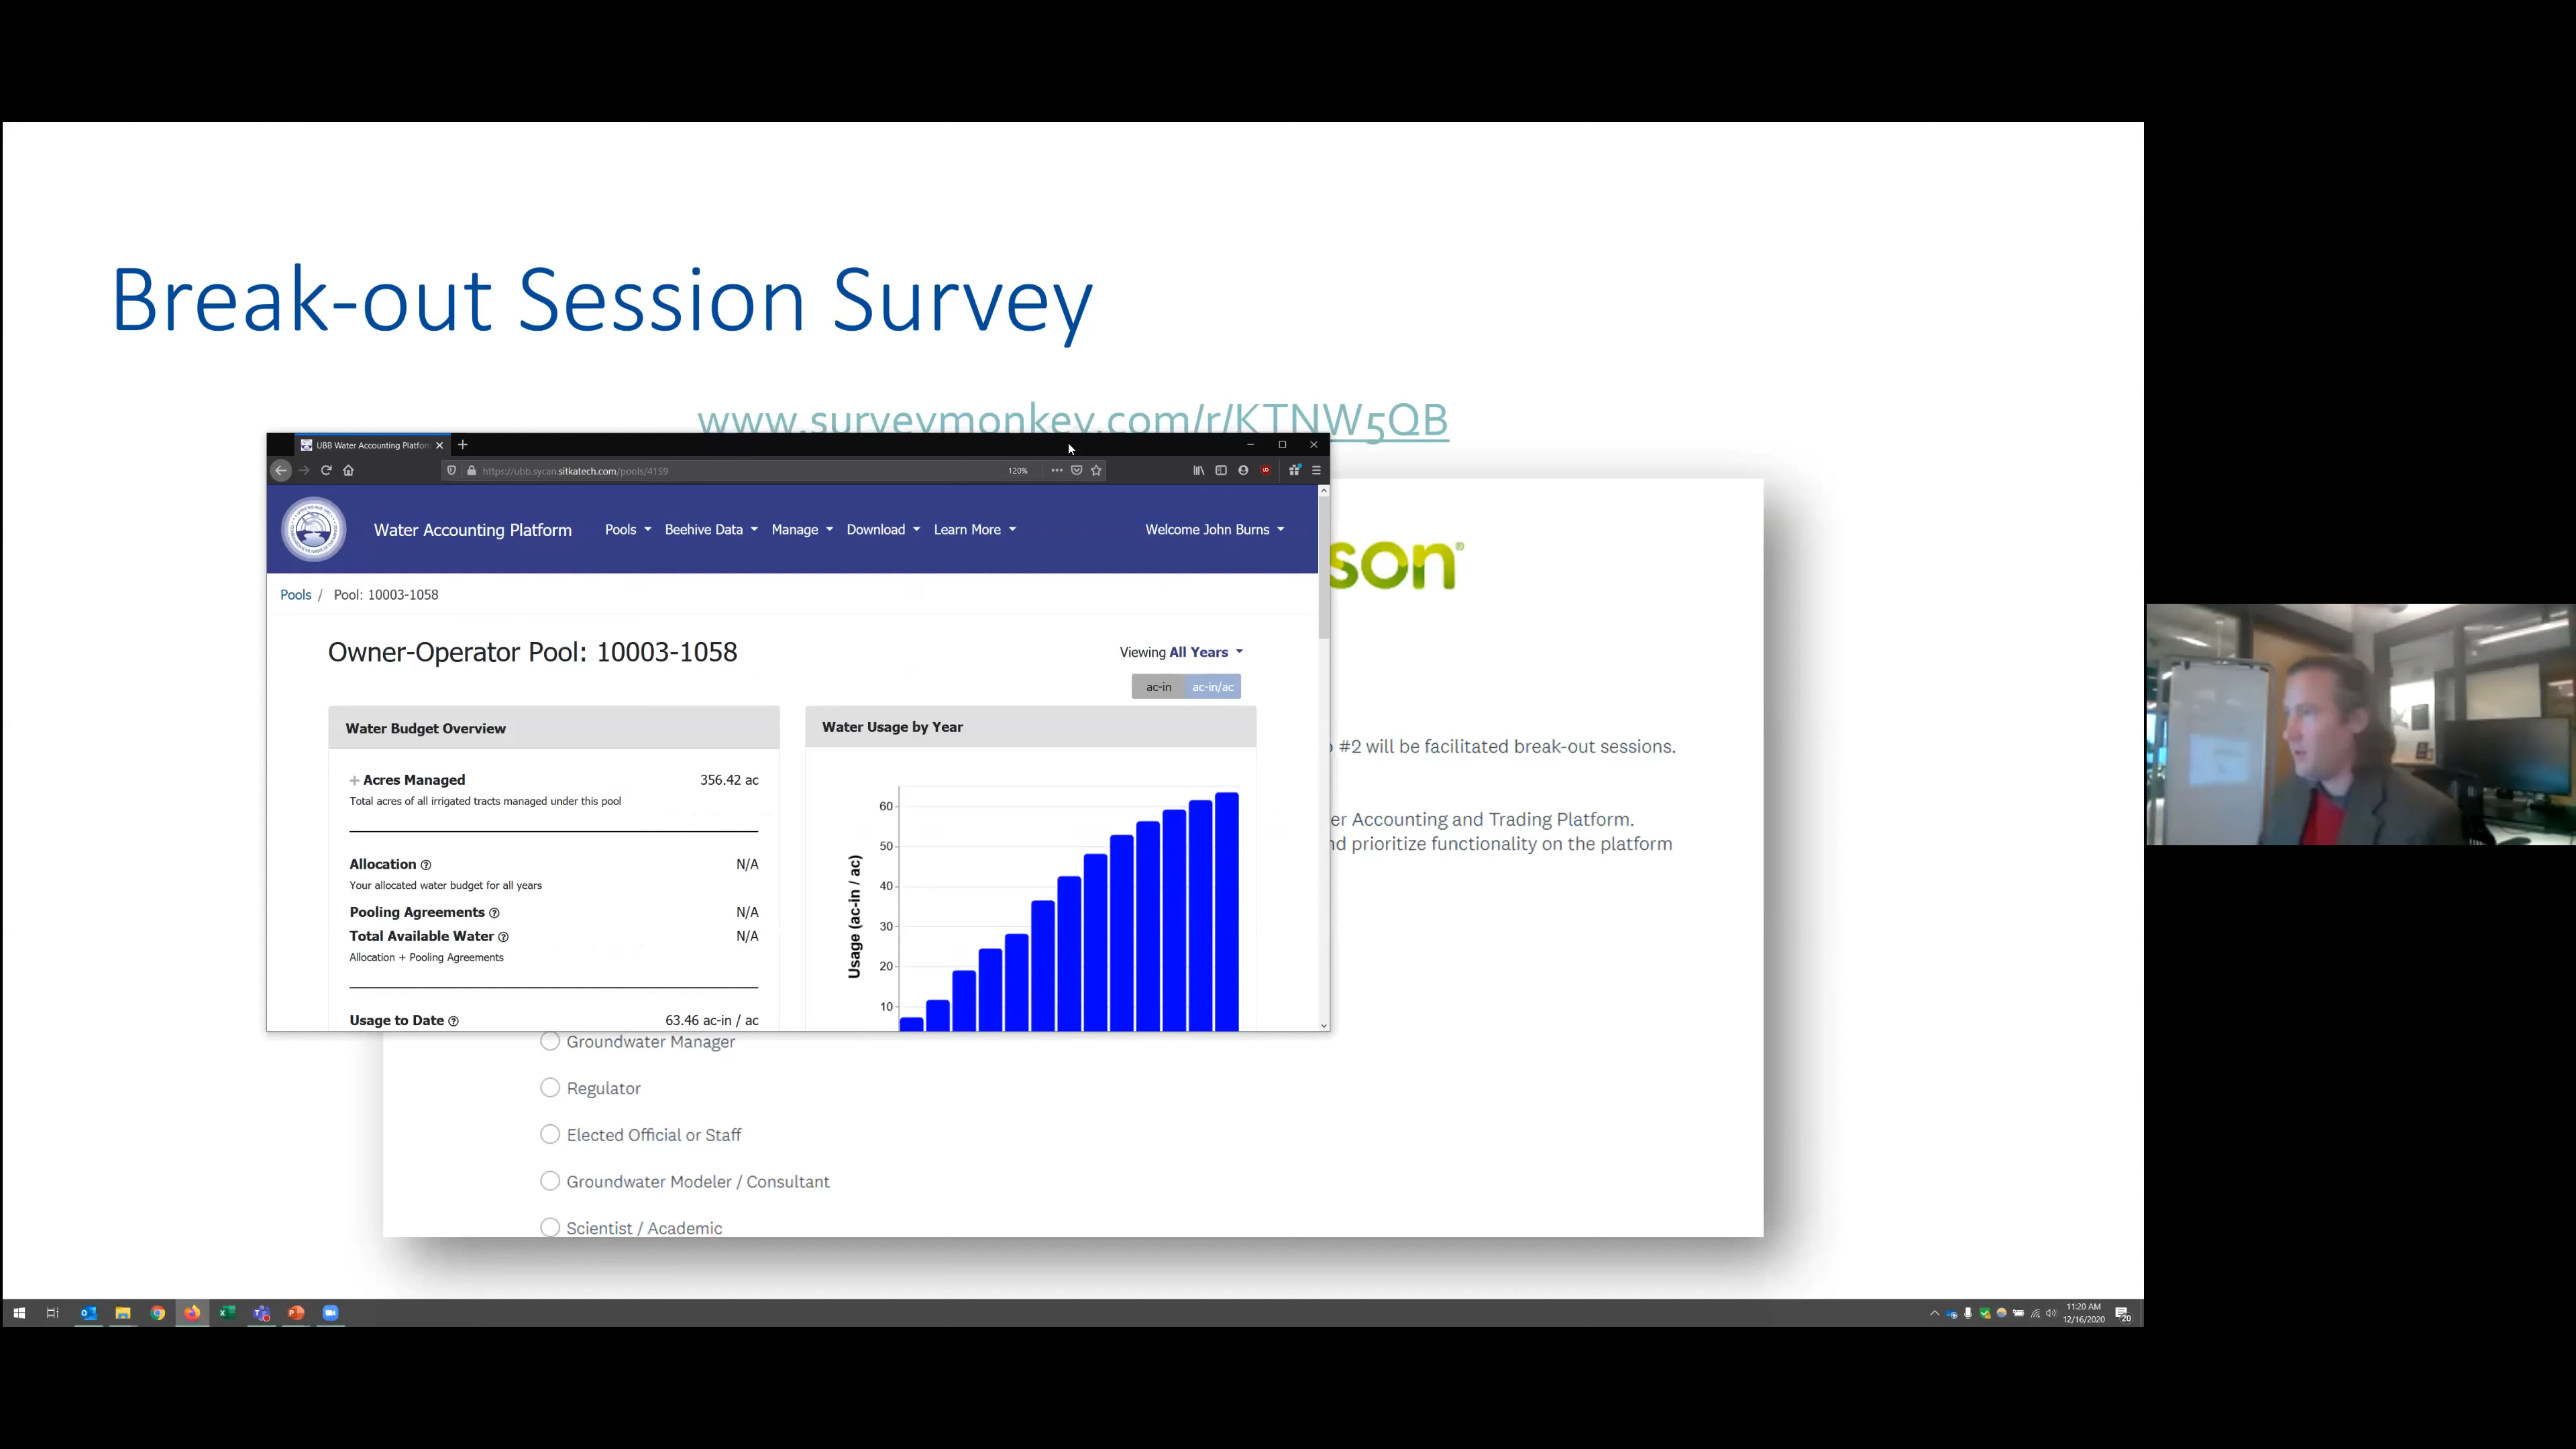 Break-out Session Survey
www.surveymonkey.com/r/KTNW5QB
UBB Water Accounting Platfor
https://ubb.sycan.sitkatech.com/pools/4159
120%
Water Accounting Platform
Pools
Beehive Data
Manage
Download
Learn More
Welcome John Burns
Pools / Pool: 10003-1058
Owner-Operator Pool: 10003-1058
Viewing All Years
ac-in
ac-in/ac
Water Budget Overview
Acres Managed 356.42 ac
Total acres of all irrigated tracts managed under this pool
Allocation N/A
Your allocated water budget for all years
Pooling Agreements N/A
Total Available Water N/A
Allocation + Pooling Agreements
Usage to Date 63.46 ac-in / ac
Water Usage by Year
Usage (ac-in / ac)
60
50
40
30
20
10
son
#2 will be facilitated break-out sessions.
er Accounting and Trading Platform.
nd prioritize functionality on the platform
Groundwater Manager
Regulator
Elected Official or Staff
Groundwater Modeler / Consultant
Scientist / Academic
11:20 AM
12/16/2020
20